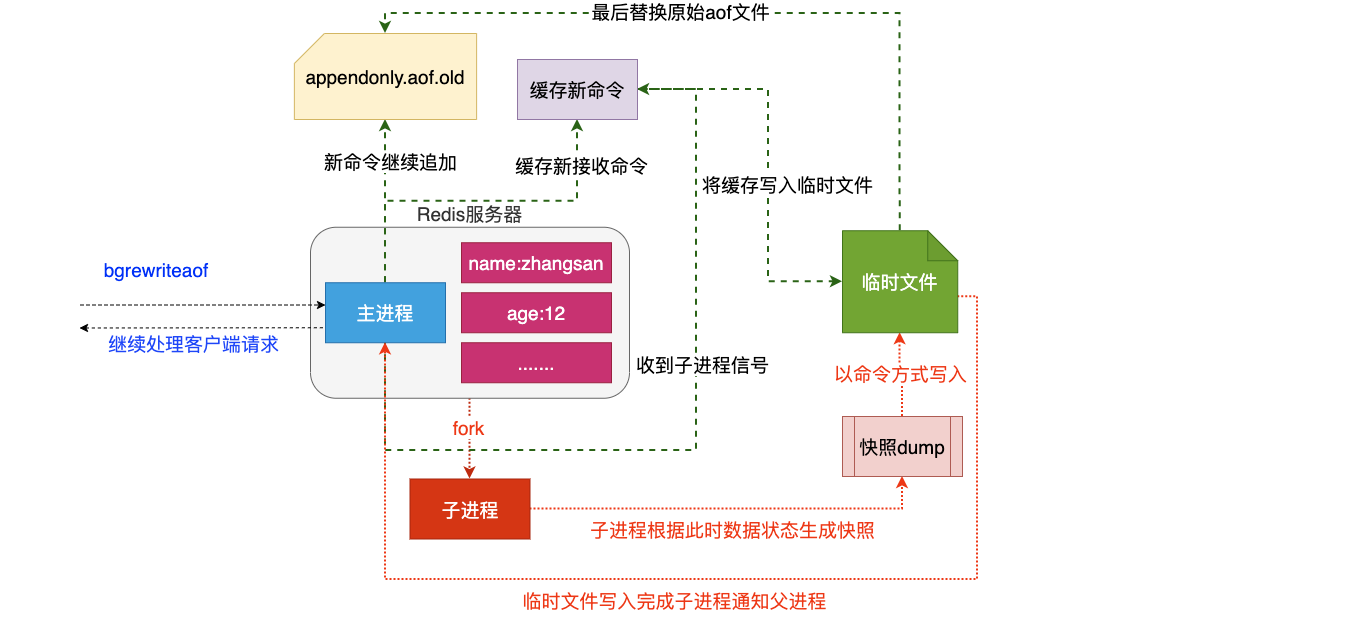 最后替换原始aof文件
appendonly.aof.old
缓存新命令
新命令继续追加
缓存新接收命令
将缓存写入临时文件
Redis服务器
bgrewriteaof
name:zhangsan
主进程
age:12
临时文件
继续处理客户端请求
.......
收到子进程信号
以命令方式写入
fork
快照dump
子进程
子进程根据此时数据状态生成快照
临时文件写入完成子进程通知父进程